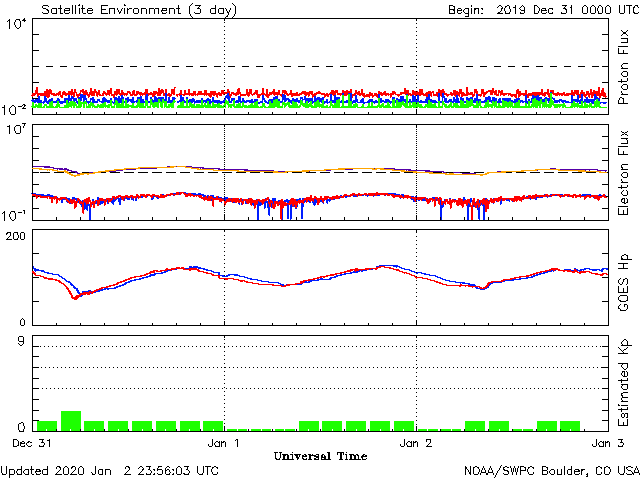 Satellite Environment (3 day)
Begin: 2019 Dec 31 0000 UTC
10⁴
10⁻²
Proton Flux
10⁷
10⁻¹
Electron Flux
200
0
GOES Hp
9
0
Estimated Kp
Dec 31
Jan 1
Jan 2
Jan 3
Universal Time
Updated 2020 Jan 2 23:56:03 UTC
NOAA/SWPC Boulder, CO USA